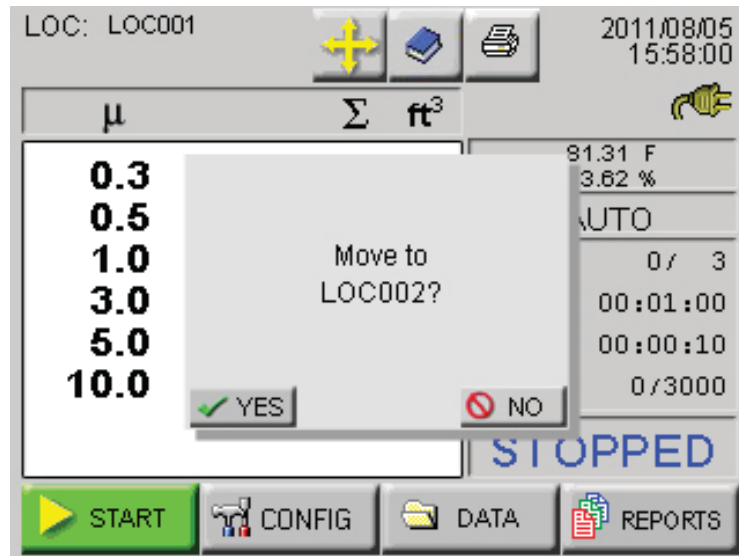 LOC: LOC001
2011/08/05
15:58:00
μ Σ ft³
81.31 F
3.62 %
0.3
0.5
1.0
3.0
5.0
10.0
UTO
0/ 3
00:01:00
00:00:10
0/3000
Move to
LOC002?
YES
NO
STOPPED
START
CONFIG
DATA
REPORTS